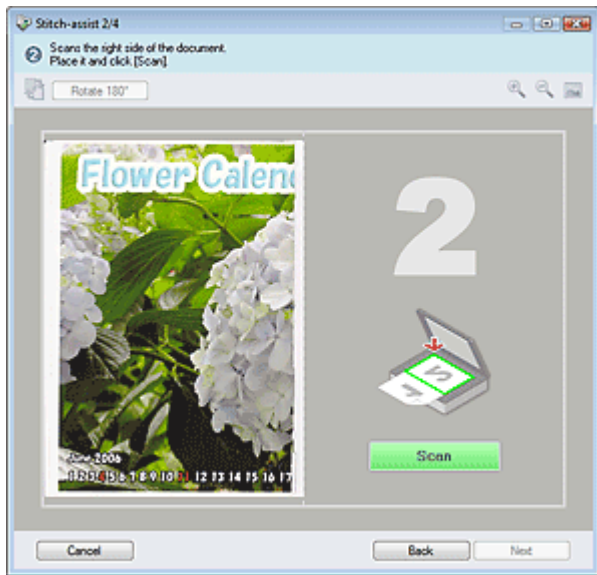 Stitch-assist 2/4
2
Scans the right side of the document.
Place it and click [Scan].
Rotate 180°
Flower Calen
2
Scan
June 2006
1 2 3 4 5 6 7 8 9 10 11 12 13 14 15 16 17
Cancel
Back
Next